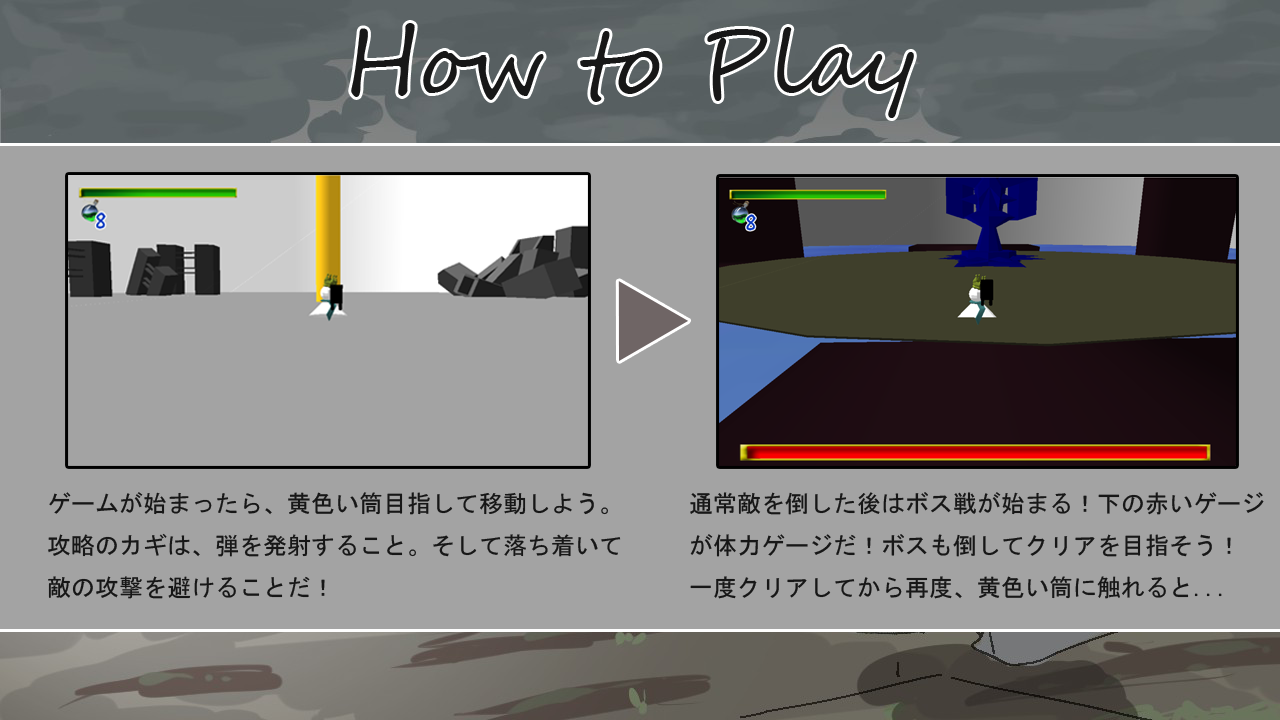 How to Play
8
8
ゲームが始まったら、黄色い筒目指して移動しよう。
攻略のカギは、弾を発射すること。そして落ち着いて
敵の攻撃を避けることだ！
通常敵を倒した後はボス戦が始まる！下の赤いゲージ
が体力ゲージだ！ボスも倒してクリアを目指そう！
一度クリアしてから再度、黄色い筒に触れると...